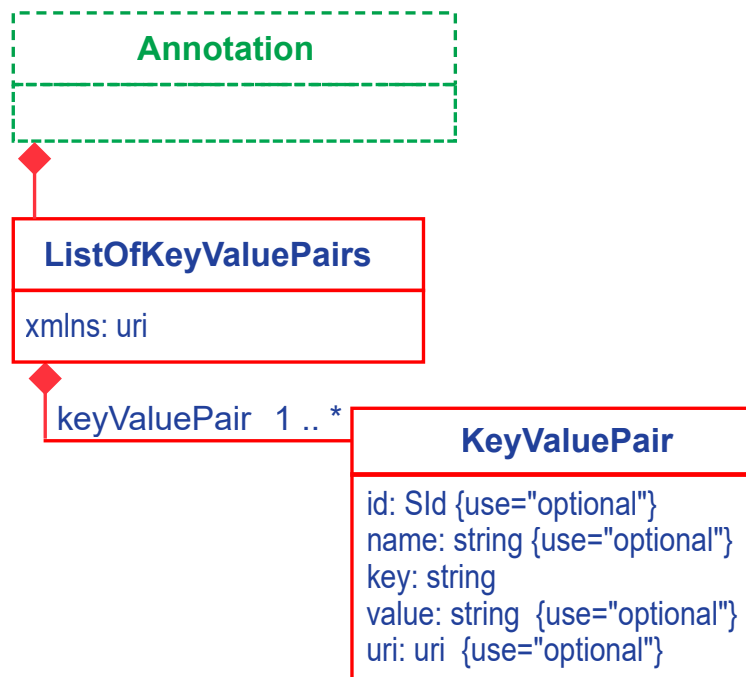 Annotation
ListOfKeyValuePairs
xmlns: uri
keyValuePair 1 .. *
KeyValuePair
id: SId {use="optional"}
name: string {use="optional"}
key: string
value: string {use="optional"}
uri: uri {use="optional"}